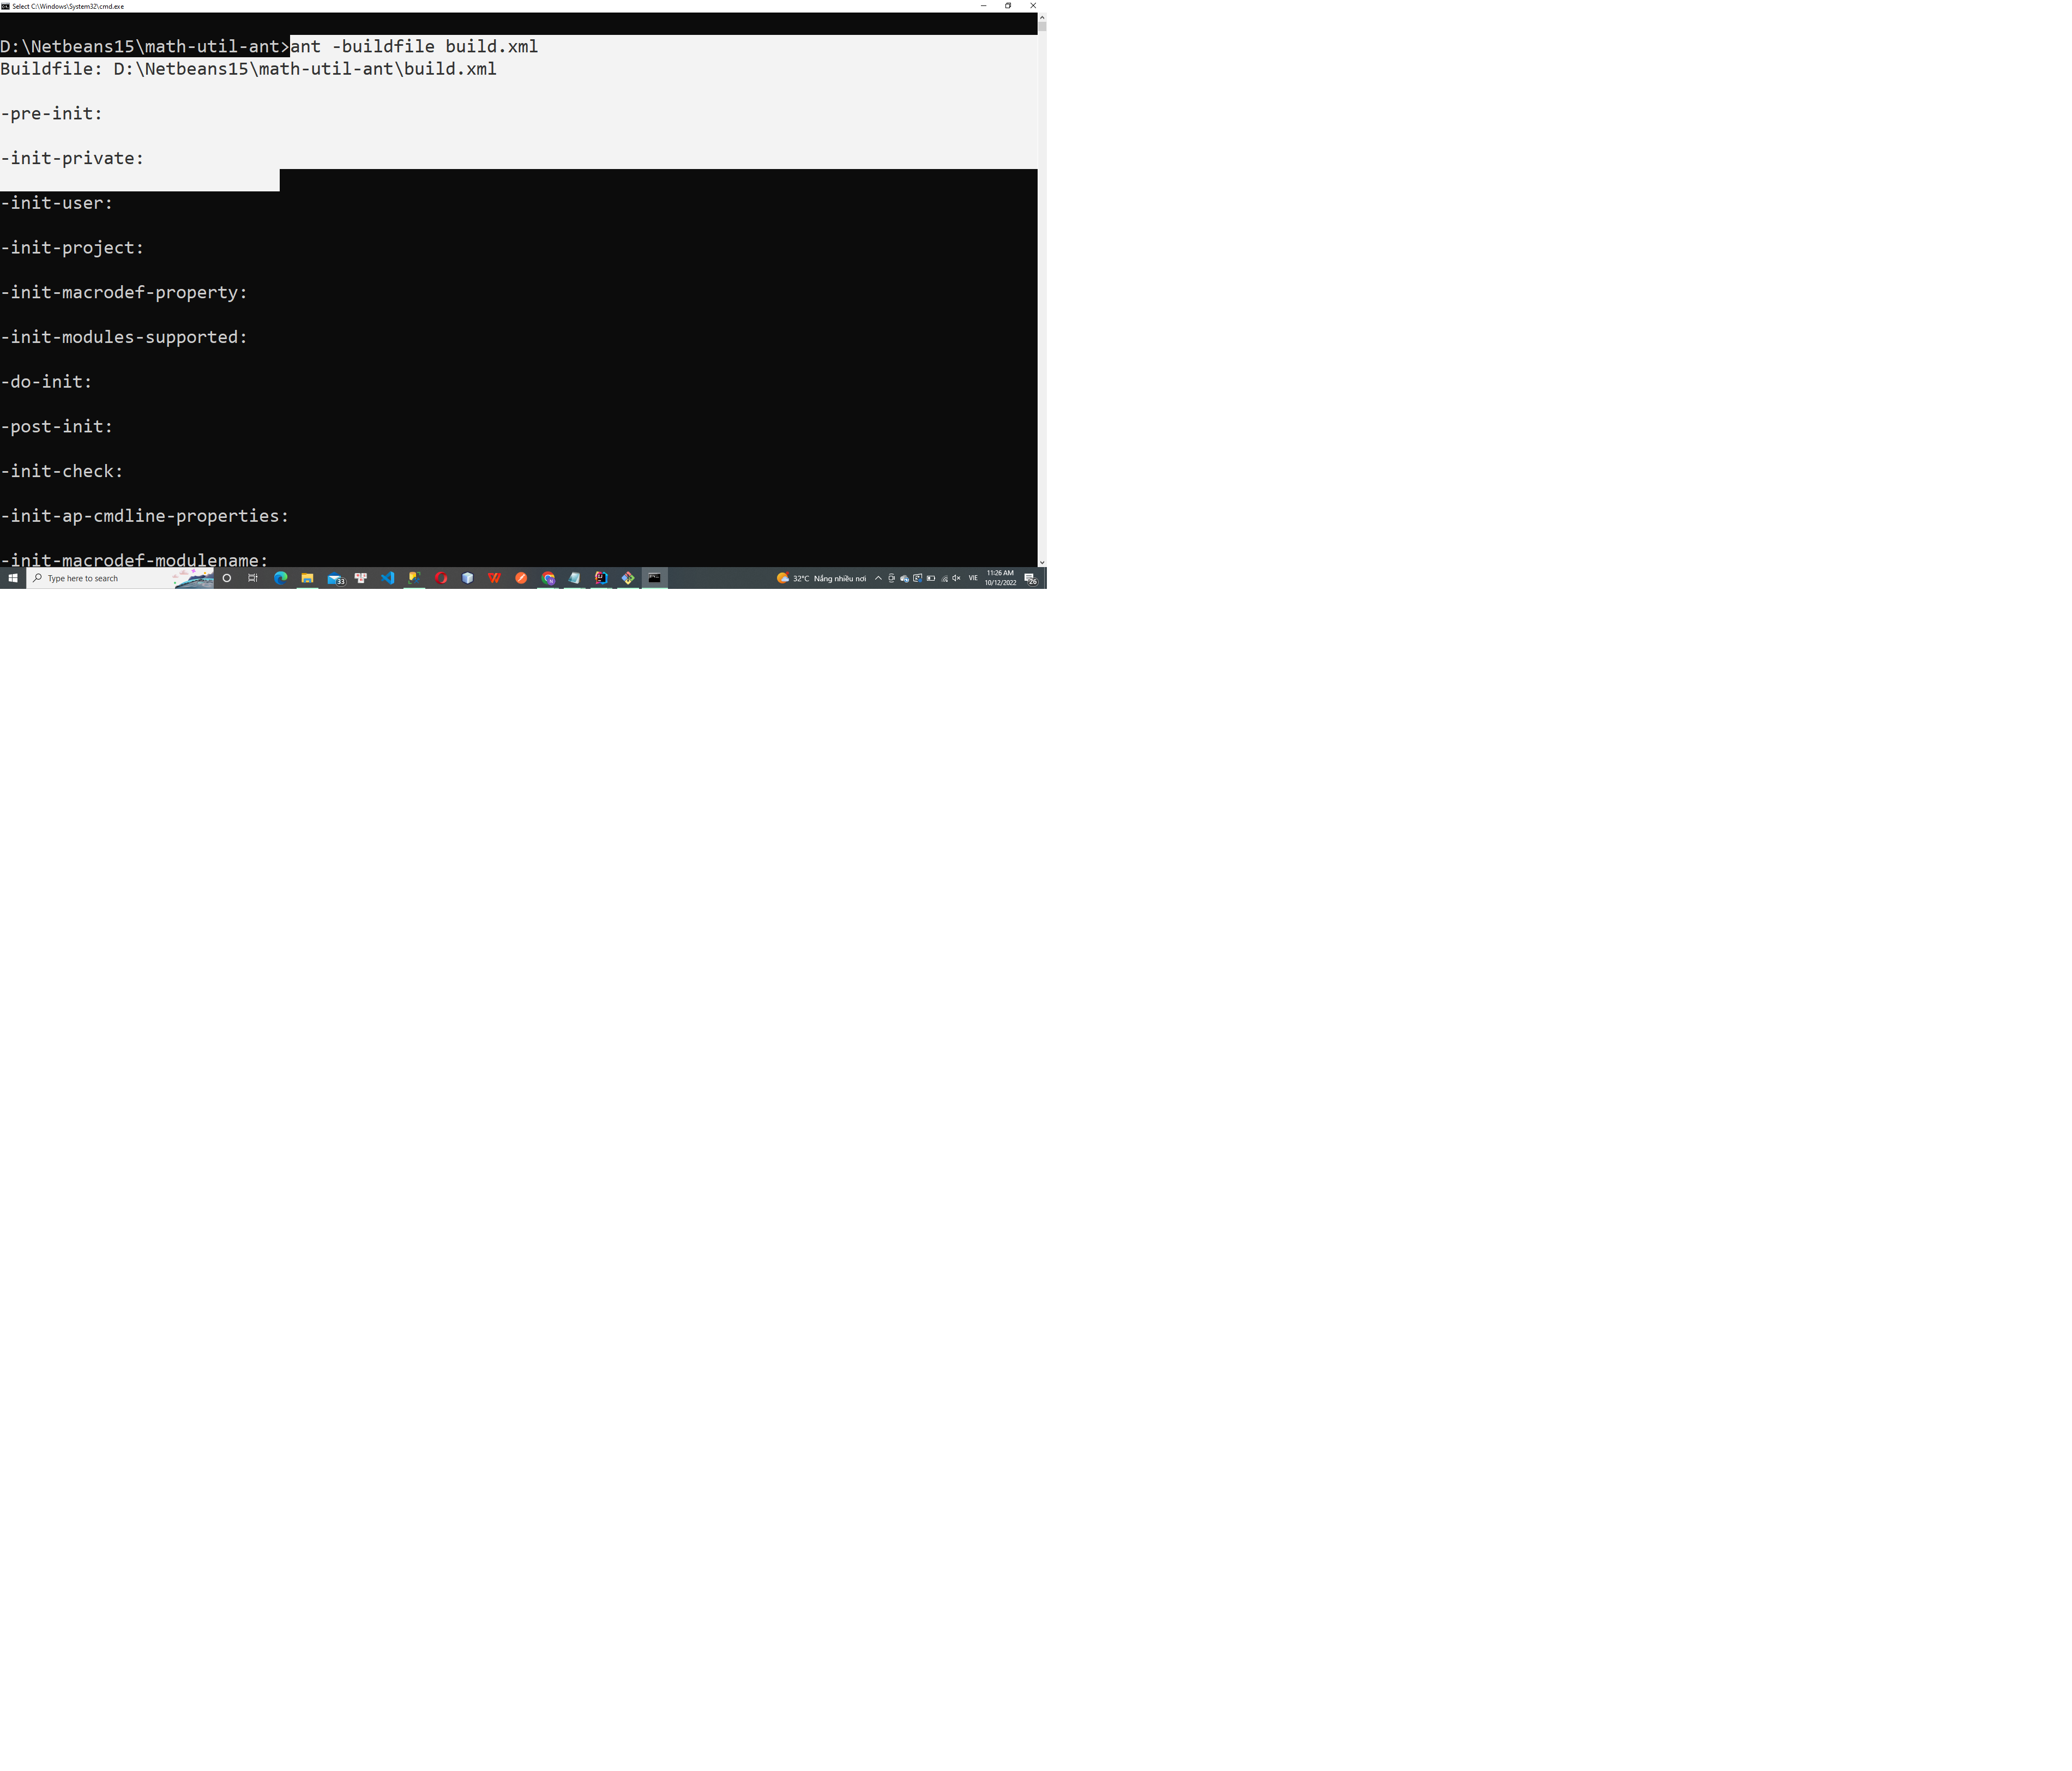 Select C:\Windows\System32\cmd.exe
D:\Netbeans15\math-util-ant>ant -buildfile build.xml
Buildfile: D:\Netbeans15\math-util-ant\build.xml
-pre-init:
-init-private:
-init-user:
-init-project:
-init-macrodef-property:
-init-modules-supported:
-do-init:
-post-init:
-init-check:
-init-ap-cmdline-properties:
-init-macrodef-modulename:
Type here to search
33
32°C Nắng nhiều nơi
VIE
11:26 AM
10/12/2022
26